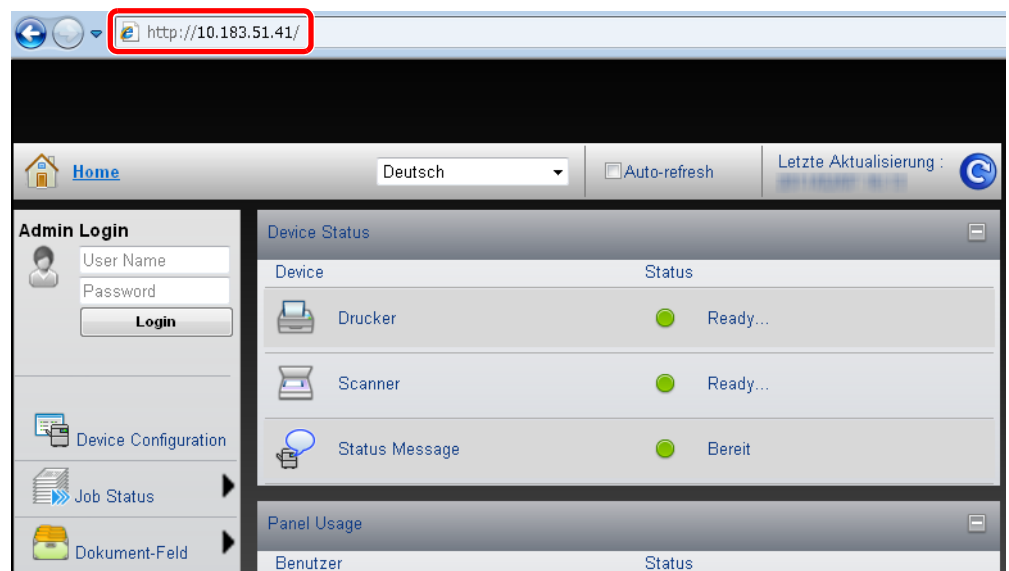 http://10.183.51.41/
Home
Deutsch
Auto-refresh
Letzte Aktualisierung :
Admin Login
User Name
Password
Login
Device Configuration
Job Status
Dokument-Feld
Device Status
Device Status
Drucker Ready...
Scanner Ready...
Status Message Bereit
Panel Usage
Benutzer Status